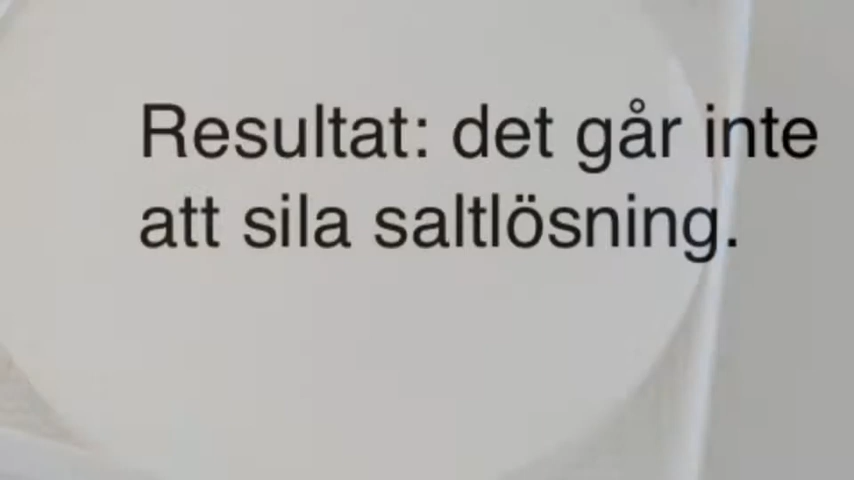 Resultat: det går inte
att sila saltlösning.